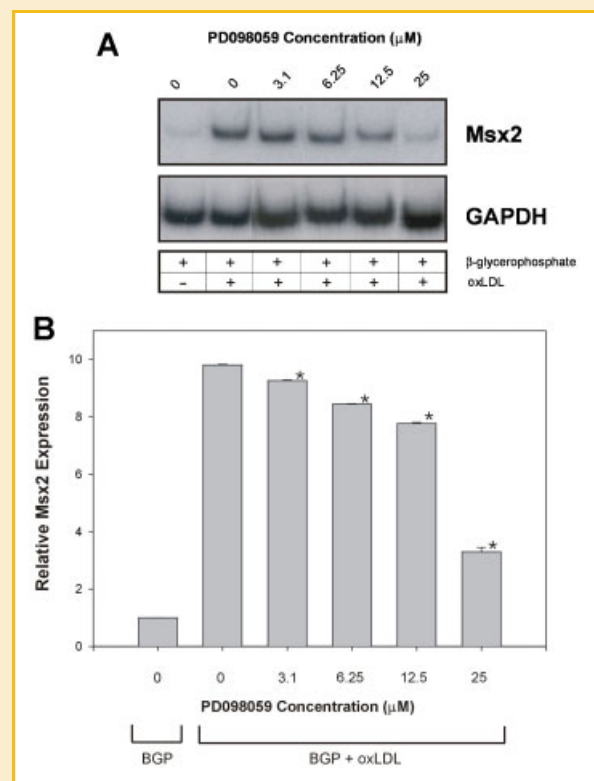 A
PD098059 Concentration (μM)
0 0 3.1 6.25 12.5 25
Msx2
GAPDH
+ + + + + + β-glycerophosphate
– + + + + + oxLDL
B
10
8
6
4
2
0
Relative Msx2 Expression
* * * *
0 0 3.1 6.25 12.5 25
PD098059 Concentration (μM)
BGP BGP + oxLDL